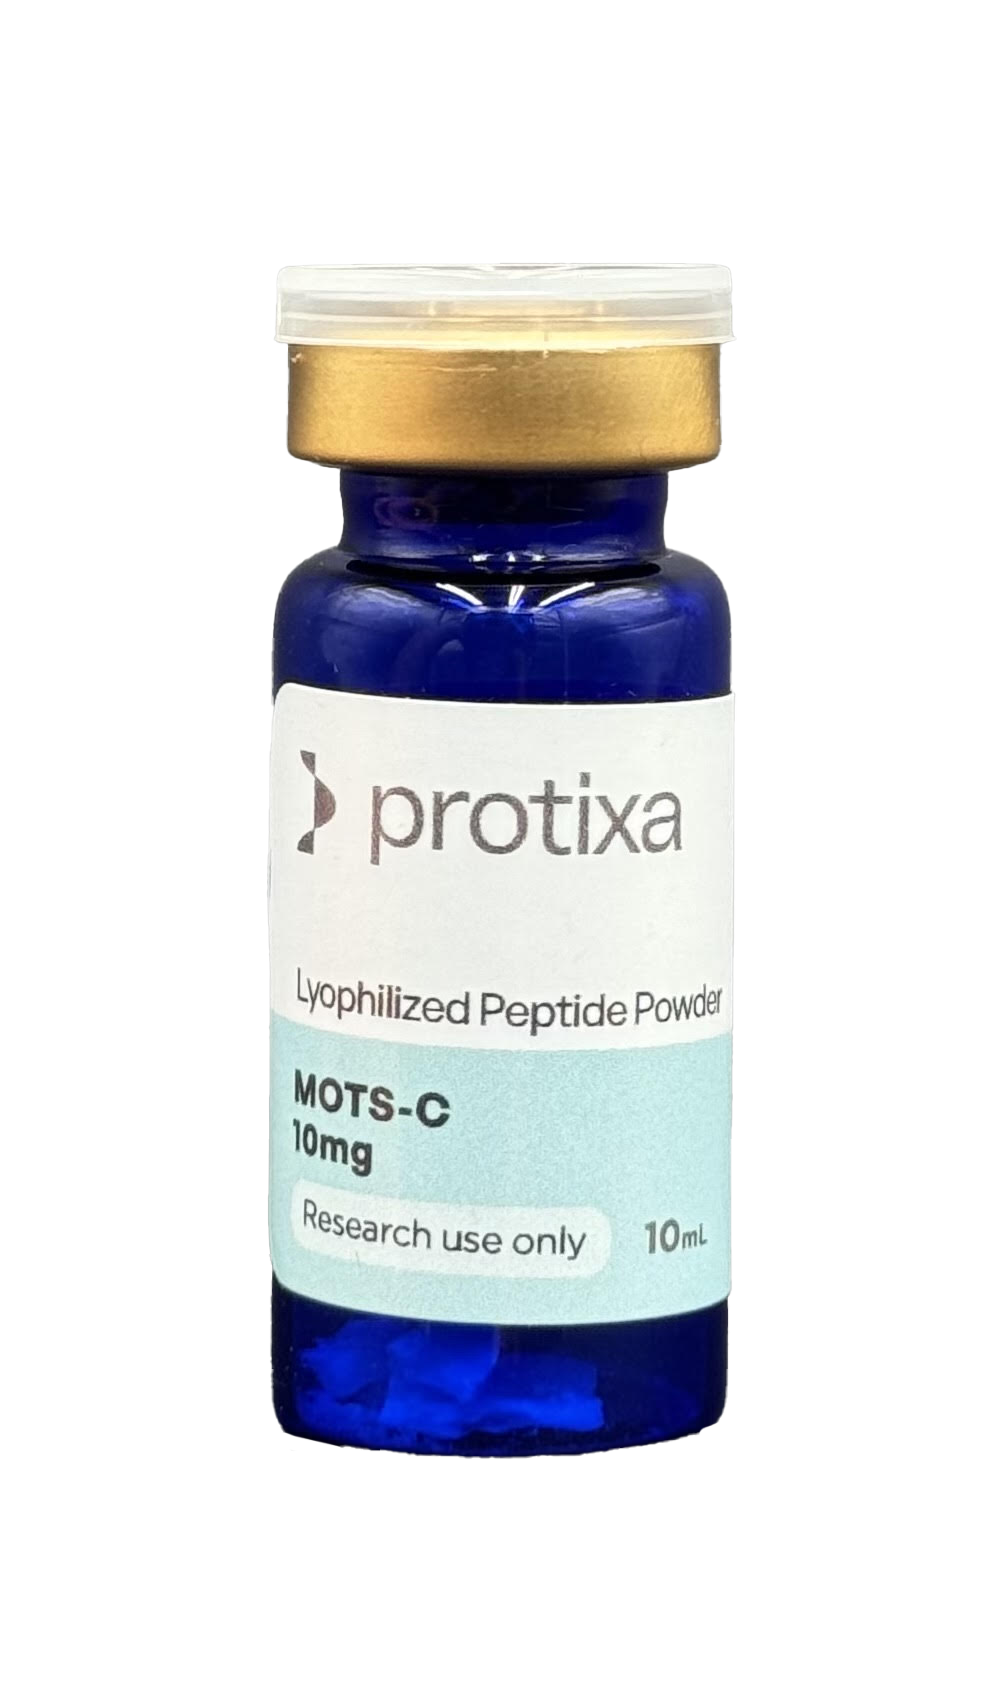 protixa
Lyophilized Peptide Powder
MOTS-C
10mg
Research use only
10mL